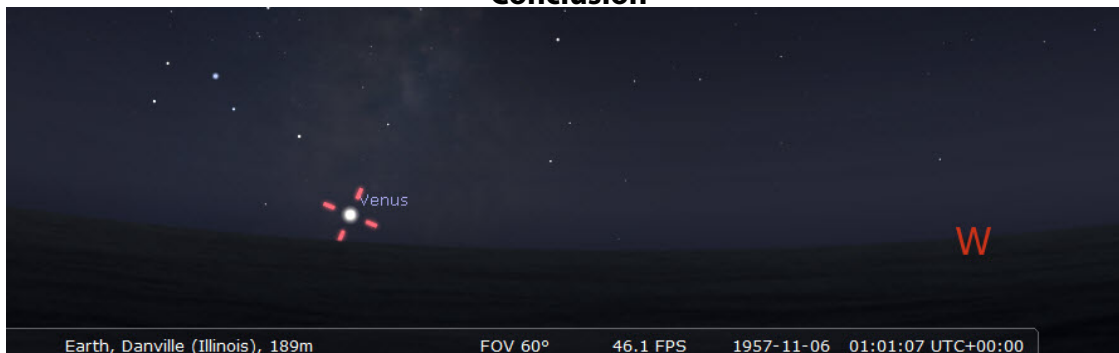 Conclusion
Venus
W
Earth, Danville (Illinois), 189m FOV 60° 46.1 FPS 1957-11-06 01:01:07 UTC+00:00